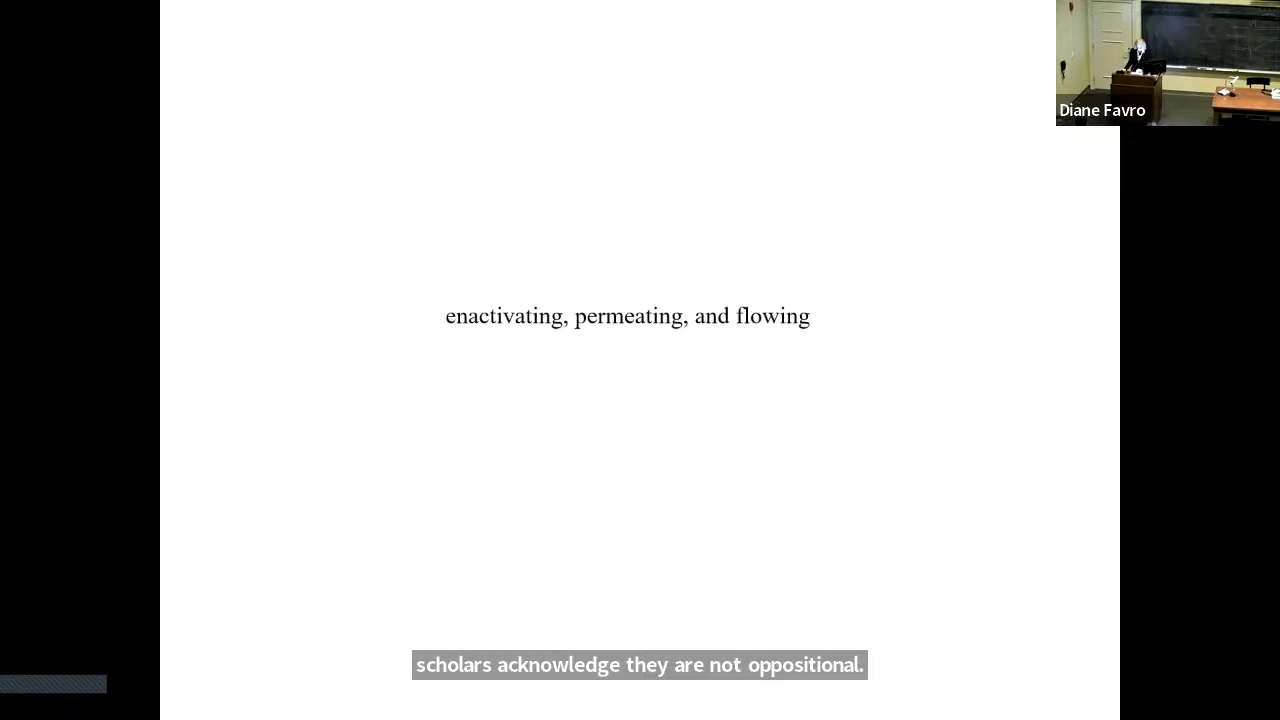 Diane Favro
enactivating, permeating, and flowing
scholars acknowledge they are not oppositional.